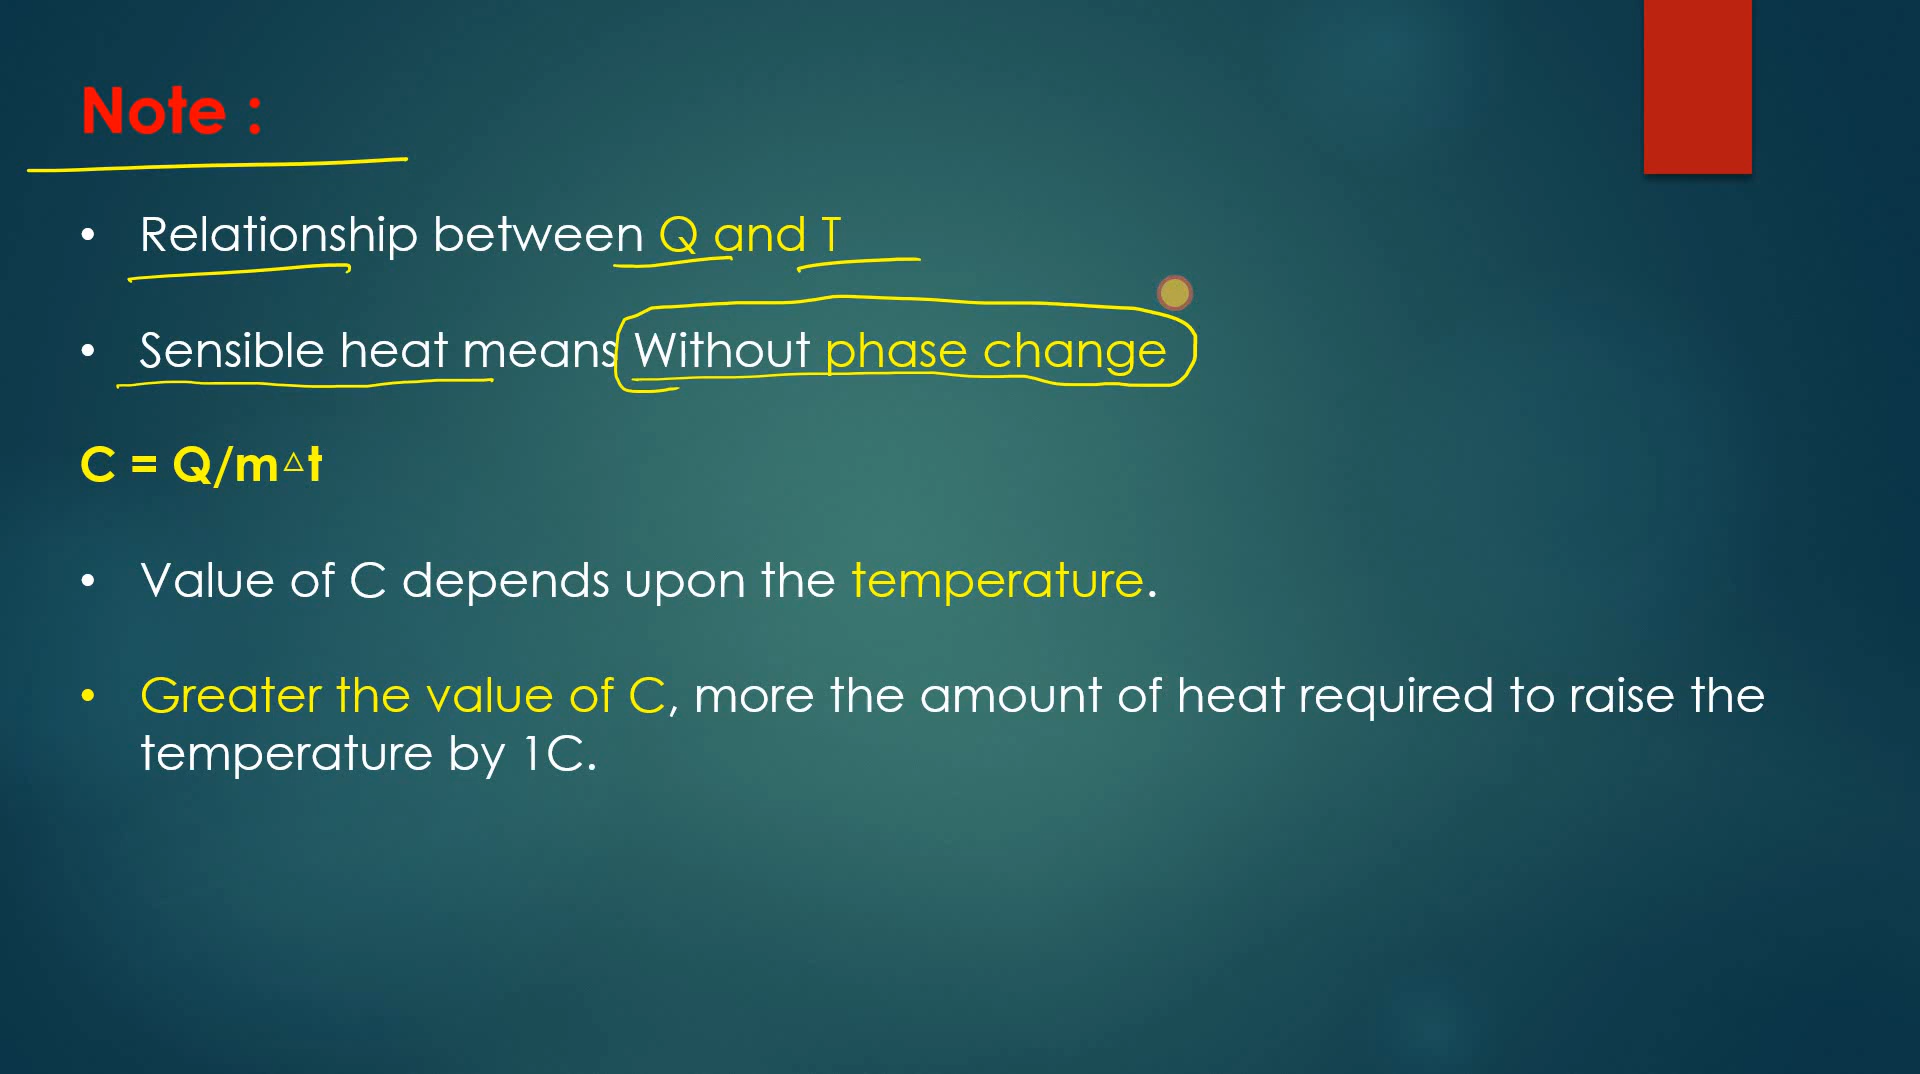 Note :
• Relationship between Q and T
• Sensible heat means Without phase change
C = Q/m△t
• Value of C depends upon the temperature.
• Greater the value of C, more the amount of heat required to raise the
temperature by 1C.